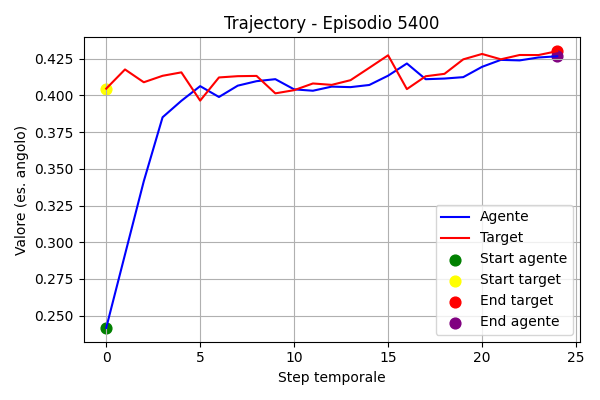 Trajectory - Episodio 5400
Valore (es. angolo)
0.425
0.400
0.375
0.350
0.325
0.300
0.275
0.250
Agente
Target
Start agente
Start target
End target
End agente
0 5 10 15 20 25
Step temporale